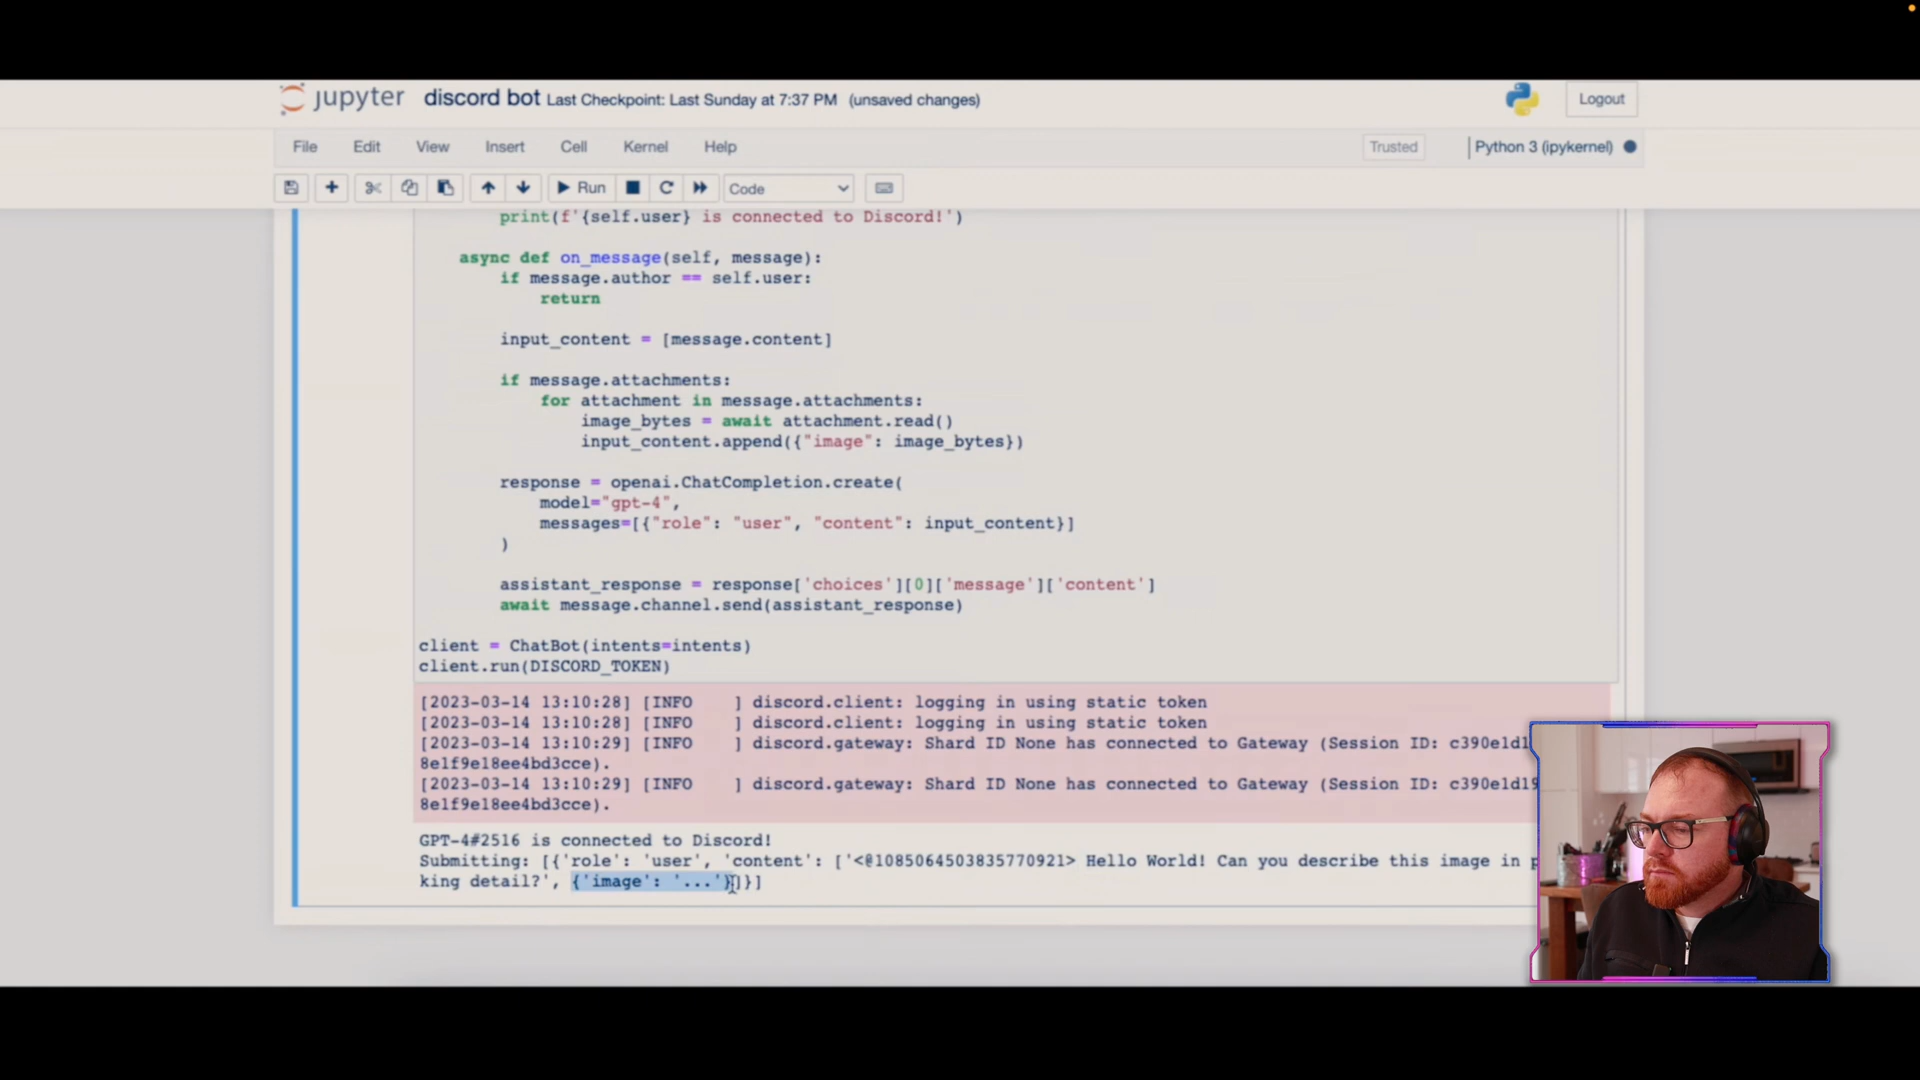 jupyter discord bot Last Checkpoint: Last Sunday at 7:37 PM (unsaved changes) Logout
File Edit View Insert Cell Kernel Help Trusted Python 3 (ipykernel)
Run Code
print(f'{self.user} is connected to Discord!')
async def on_message(self, message):
if message.author == self.user:
return
input_content = [message.content]
if message.attachments:
for attachment in message.attachments:
image_bytes = await attachment.read()
input_content.append({"image": image_bytes})
response = openai.ChatCompletion.create(
model="gpt-4",
messages=[{"role": "user", "content": input_content}]
)
assistant_response = response['choices'][0]['message']['content']
await message.channel.send(assistant_response)
client = ChatBot(intents=intents)
client.run(DISCORD_TOKEN)
[2023-03-14 13:10:28] [INFO    ] discord.client: logging in using static token
[2023-03-14 13:10:28] [INFO    ] discord.client: logging in using static token
[2023-03-14 13:10:29] [INFO    ] discord.gateway: Shard ID None has connected to Gateway (Session ID: c390e1d1
8e1f9e18ee4bd3cce).
[2023-03-14 13:10:29] [INFO    ] discord.gateway: Shard ID None has connected to Gateway (Session ID: c390e1d19
8e1f9e18ee4bd3cce).
GPT-4#2516 is connected to Discord!
Submitting: [{'role': 'user', 'content': ['<@1085064503835770921> Hello World! Can you describe this image in p
king detail?', {'image': '...'}]}]